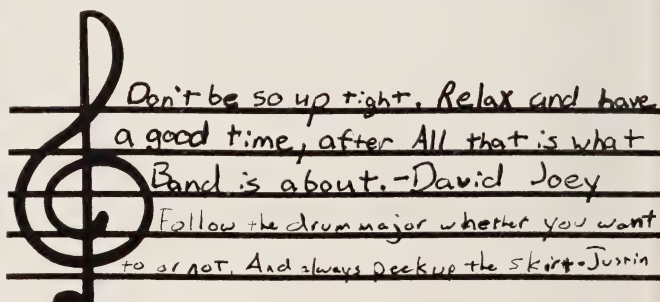 Don't be so up tight. Relax and have
a good time, after All that is what
Band is about.-David Joey
Follow the drum major whether you want
to or not. And always peek up the skirt-Justin